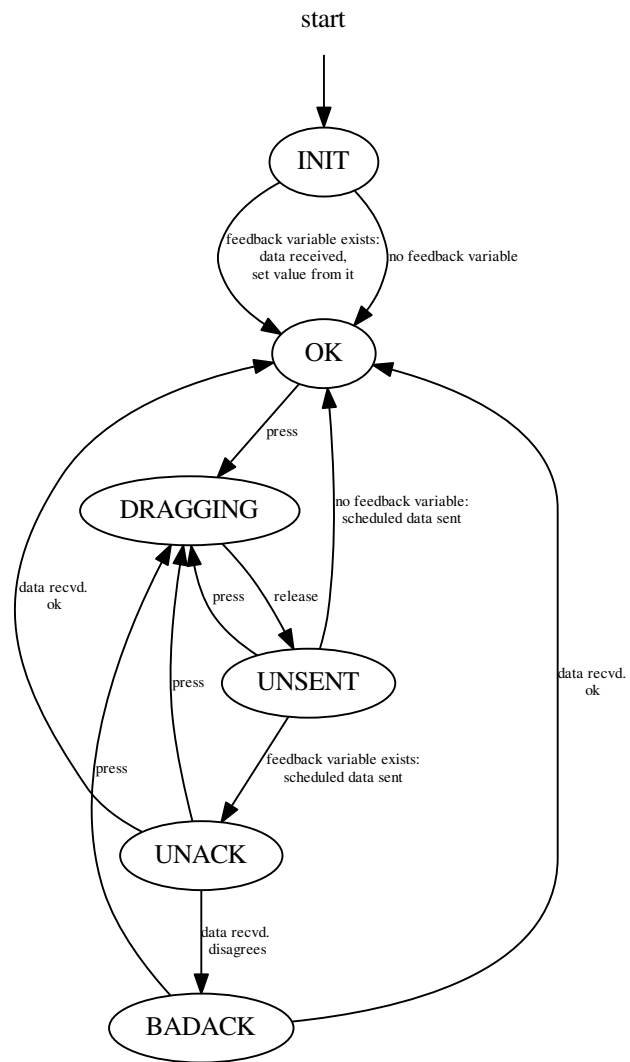 start
INIT
feedback variable exists:
data received,
set value from it
no feedback variable
OK
press
DRAGGING
no feedback variable:
scheduled data sent
data recvd.
ok
press
release
UNSENT
press
data recvd.
ok
feedback variable exists:
scheduled data sent
press
UNACK
data recvd.
disagrees
BADACK